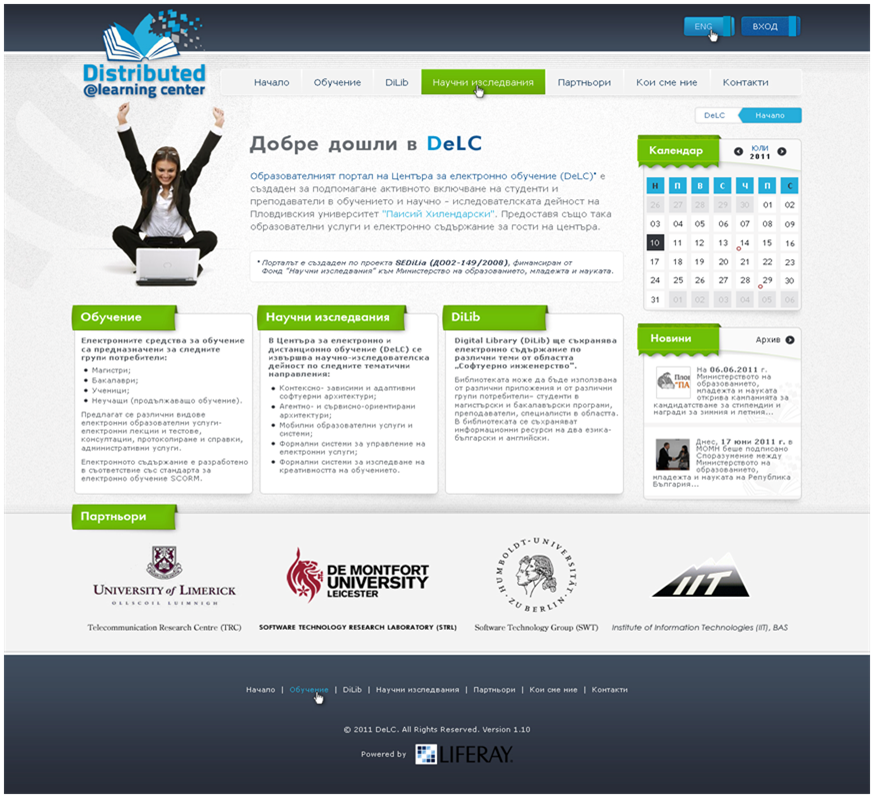 ENG
ВХОД
Distributed
@learning center
Начало
Обучение
DiLib
Научни изследвания
Партньори
Кои сме ние
Контакти
DeLC
Начало
Добре дошли в DeLC
Образователният портал на Центъра за електронно обучение (DeLC)* е
създаден за подпомагане активното включване на студенти и
преподаватели в обучението и научно – иследователската дейност на
Пловдивския университет "Паисий Хилендарски". Предоставя също така
образователни услуги и електронно съдържание за гости на центъра.
* Порталът е създаден по проекта SEDiLia (ДО02-149/2008), финансиран от
Фонд "Научни изследвания" към Министерство на образованието, младежта и науката.
Календар
ЮЛИ
2011
Н П В С Ч П С
26 27 28 29 30 01 02
03 04 05 06 07 08 09
10 11 12 13 14 15 16
17 18 19 20 21 22 23
24 25 26 27 28 29 30
31 01 02 03 04 05 06
Обучение
Електронните средства за обучение
са предназначени за следните
групи потребители:
Магистри;
Бакалаври;
Ученици;
Неучащи (продължаващо обучение).
Предлагат се различни видове
електронни образователни услуги-
електронни лекции и тестове,
консултации, протоколиране и справки,
административни услуги.
Електронното съдържание е разработено
в съответствие със стандарта за
електронно обучение SCORM.
Научни изследвания
В Центъра за електронно и
дистанционно обучение (DeLC) се
извършва научно-изследователска
дейност по следните тематични
направления:
Контексно- зависими и адаптивни
софтуерни архитектури;
Агентно- и сървисно-ориентирани
архитектури;
Мобилни образователни услуги и
системи;
Формални системи за управление на
електронни услуги;
Формални системи за изследване на
креативността на обучението.
DiLib
Digital Library (DiLib) ще съхранява
електронно съдържание по
различни теми от областта
„Софтуерно инженерство".
Библиотеката може да бъде използвана
от различни приложения и от различни
групи потребители– студенти в
магистърски и бакалавърски програми,
преподаватели, специалисти в областта.
В библиотеката се съхраняват
информационни ресурси на два езика-
български и английски.
Новини
Архив
Пло
"ПА
На 06.06.2011 г.
Министерството на
образованието,
младежта и науката
открива кампанията за
кандидатстване за стипендии и
награди за зимния и летния...
Днес, 17 юни 2011 г. в
МОМН беше подписано
Споразумение между
Министерството на
образованието,
младежта и науката на Република
България...
Партньори
UNIVERSITY of LIMERICK
OLLSCOIL LUIMNIGH
Telecommunication Research Centre (TRC)
DE MONTFORT
UNIVERSITY
LEICESTER
SOFTWARE TECHNOLOGY RESEARCH LABORATORY (STRL)
HUMBOLDT-UNIVERSITÄT
ZU BERLIN
Software Technology Group (SWT)
IIT
Institute of Information Technologies (IIT), BAS
Начало | Обучение | DiLib | Научни изследвания | Партньори | Кои сме ние | Контакти
© 2011 DeLC. All Rights Reserved. Version 1.10
Powered by LIFERAY.